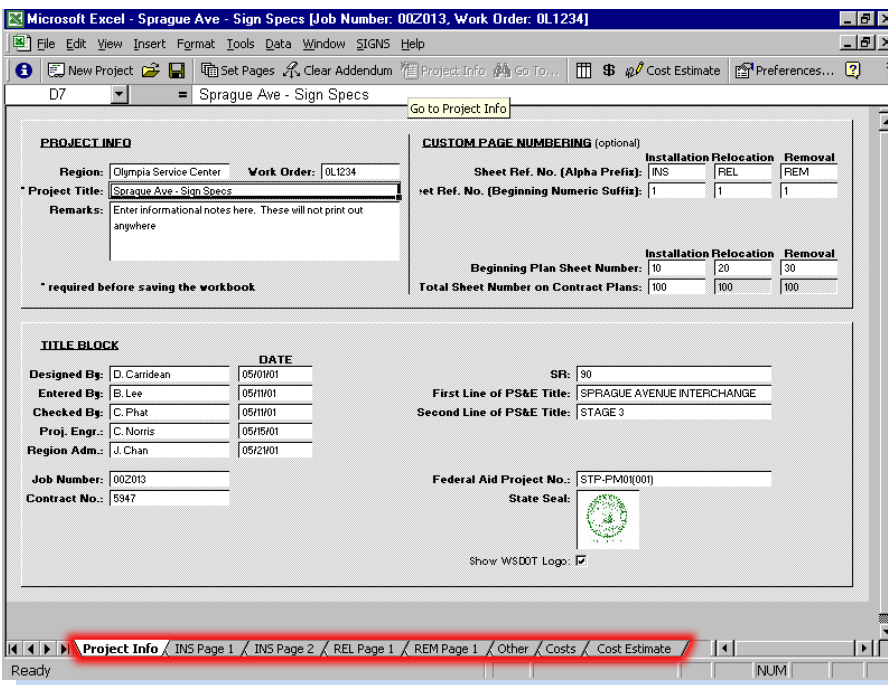 Microsoft Excel - Sprague Ave - Sign Specs [Job Number: 00Z013, Work Order: 0L1234]
File Edit View Insert Format Tools Data Window SIGNS Help
New Project Set Pages Clear Addendum Project Info Go To... $ Cost Estimate Preferences...
D7 = Sprague Ave - Sign Specs
Go to Project Info
PROJECT INFO
Region: Olympia Service Center Work Order: 0L1234
* Project Title: Sprague Ave - Sign Specs
Remarks: Enter informational notes here. These will not print out
anywhere
* required before saving the workbook
CUSTOM PAGE NUMBERING (optional)
Installation Relocation Removal
Sheet Ref. No. (Alpha Prefix): INS REL REM
et Ref. No. (Beginning Numeric Suffix): 1 1 1
Installation Relocation Removal
Beginning Plan Sheet Number: 10 20 30
Total Sheet Number on Contract Plans: 100 100 100
TITLE BLOCK
DATE
Designed By: D. Carridean 05/01/01
Entered By: B. Lee 05/11/01
Checked By: C. Phat 05/11/01
Proj. Engr.: C. Norris 05/15/01
Region Adm.: J. Chan 05/21/01
Job Number: 00Z013
Contract No.: 5947
SR: 90
First Line of PS&E Title: SPRAGUE AVENUE INTERCHANGE
Second Line of PS&E Title: STAGE 3
Federal Aid Project No.: STP-PM01(001)
State Seal:
Show WSDOT Logo:
Project Info INS Page 1 INS Page 2 REL Page 1 REM Page 1 Other Costs Cost Estimate
Ready NUM